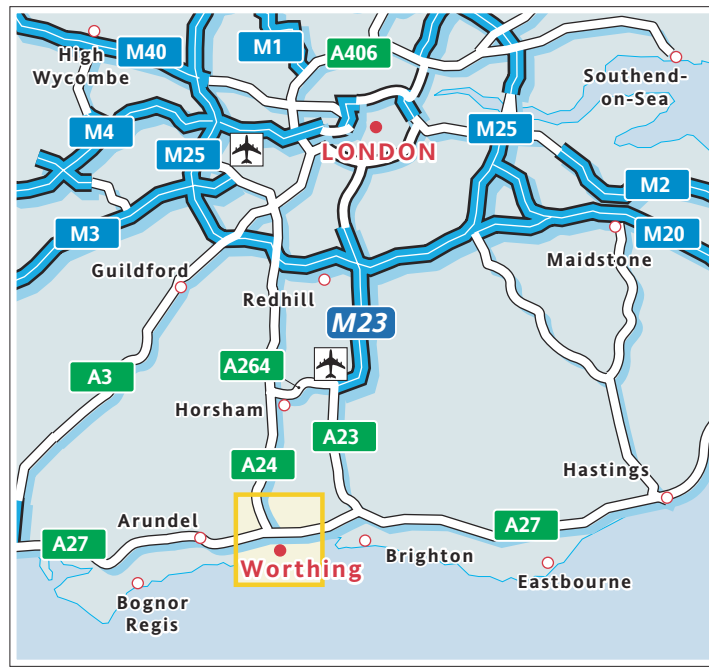 High
Wycombe
M40
M1
A406
Southend-
on-Sea
M4
M25
LONDON
M25
M2
M3
M20
Guildford
Redhill
Maidstone
M23
A3
A264
Horsham
A23
A24
Hastings
Arundel
A27
A27
Brighton
Worthing
Eastbourne
Bognor
Regis